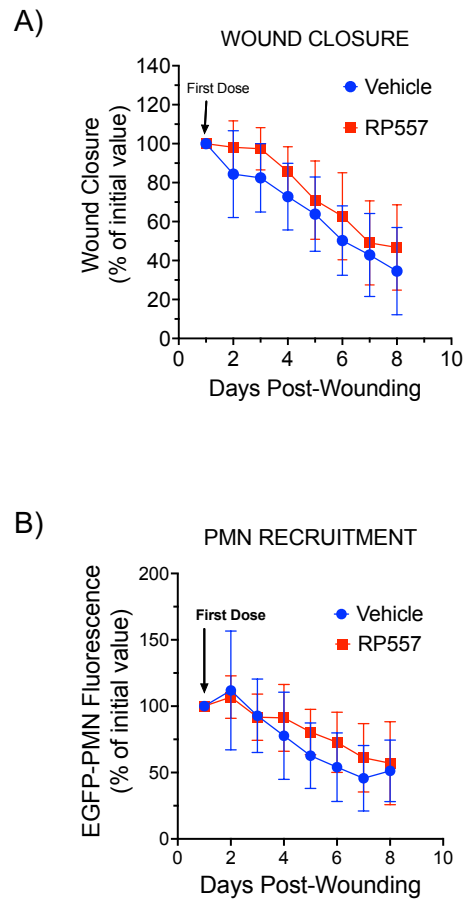 A)
WOUND CLOSURE
Wound Closure
(% of initial value)
140
120
100
80
60
40
20
0
First Dose
Vehicle
RP557
0 2 4 6 8 10
Days Post-Wounding
B)
PMN RECRUITMENT
EGFP-PMN Fluorescence
(% of initial value)
200
150
100
50
0
First Dose
Vehicle
RP557
0 2 4 6 8 10
Days Post-Wounding